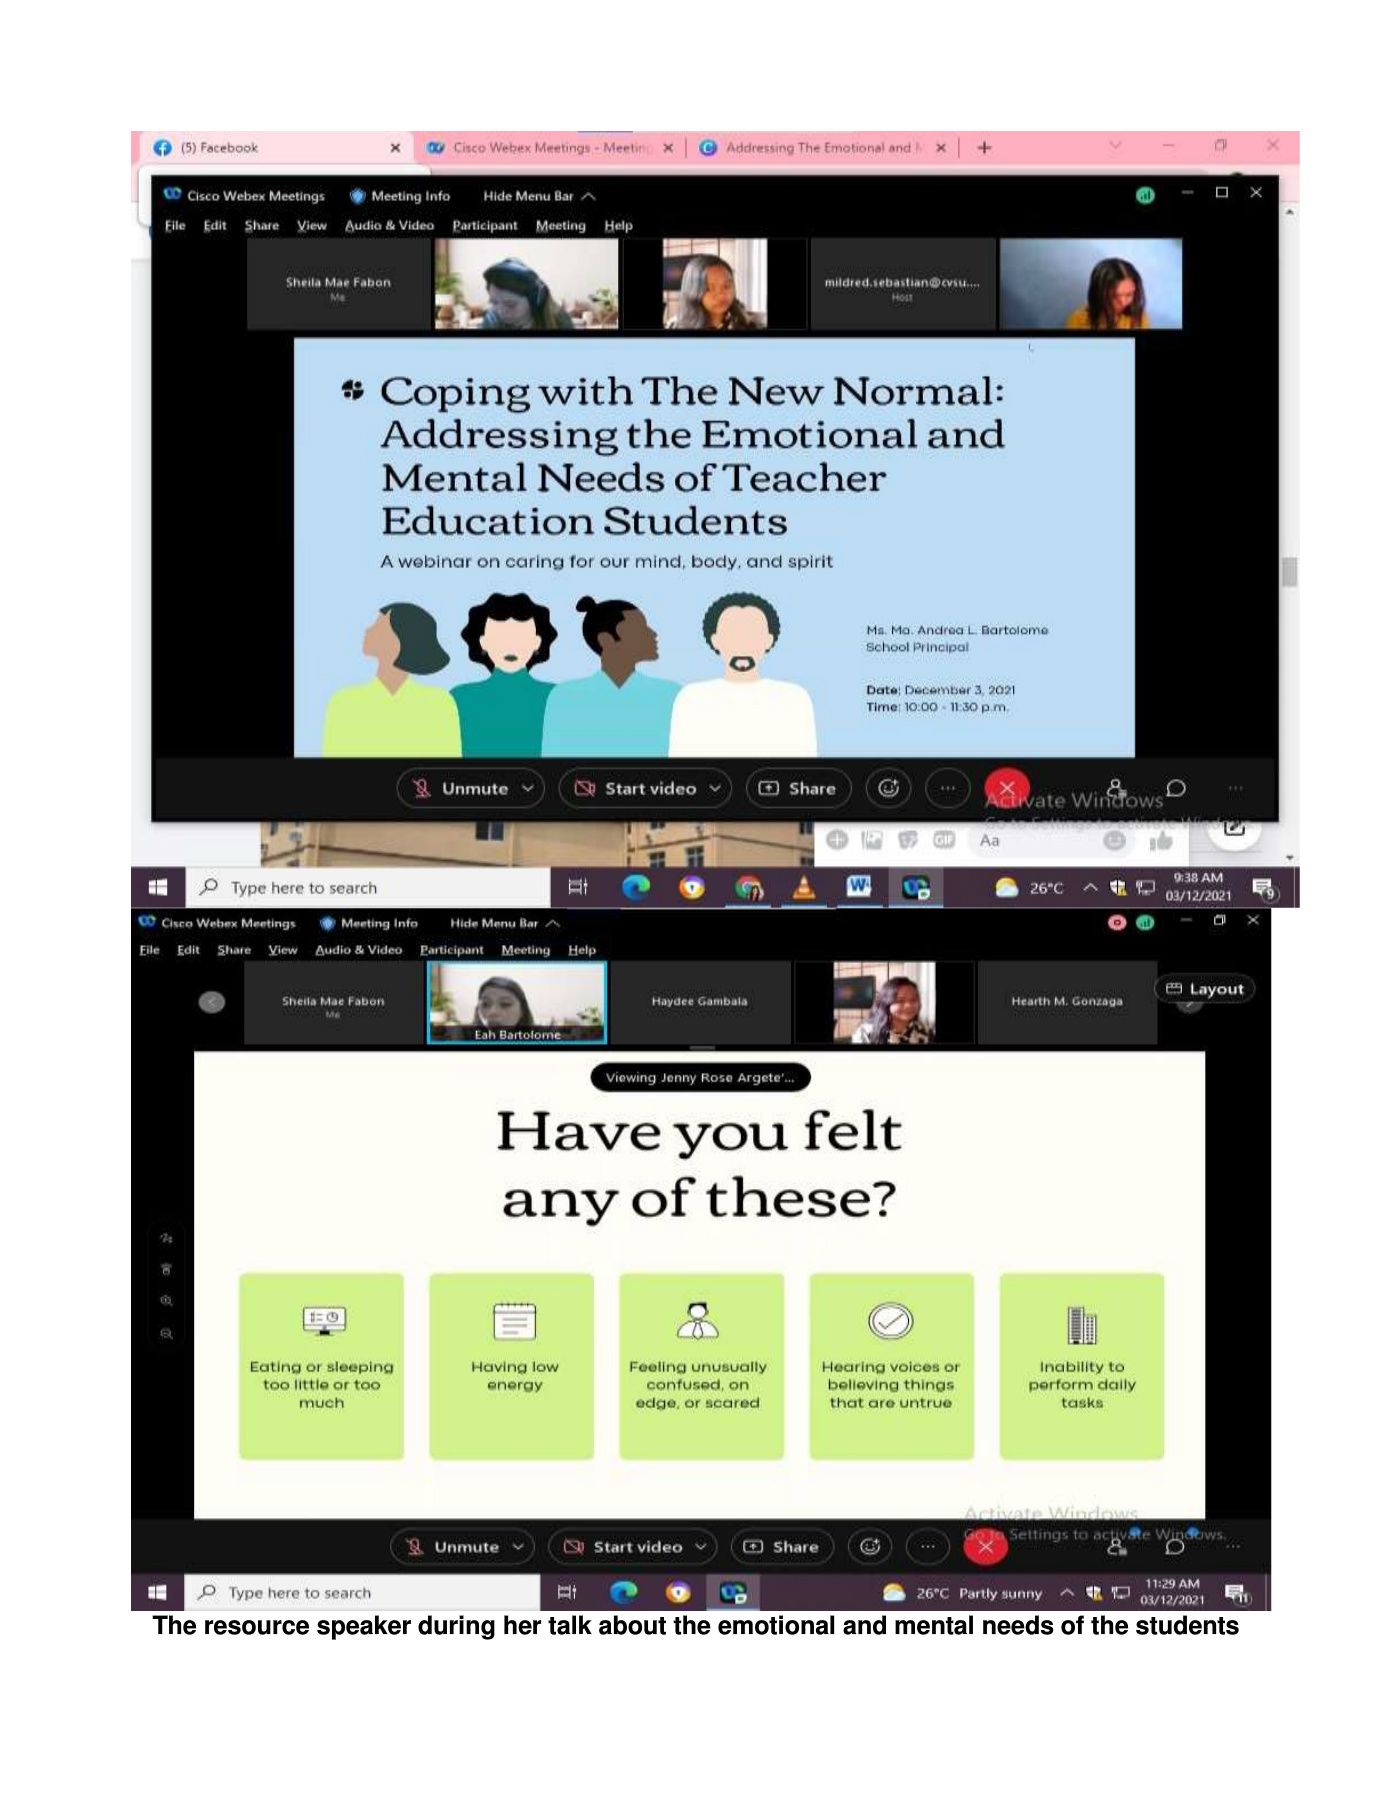 (5) Facebook
Cisco Webex Meetings - Meeting
Addressing The Emotional and M
Cisco Webex Meetings
Meeting Info
Hide Menu Bar
File Edit Share View Audio & Video Participant Meeting Help
Sheila Mae Fabon
Me
mildred.sebastian@cvsu....
Host
Coping with The New Normal:
Addressing the Emotional and
Mental Needs of Teacher
Education Students
A webinar on caring for our mind, body, and spirit
Ms. Ma. Andrea L. Bartolome
School Principal
Date: December 3, 2021
Time: 10:00 - 11:30 p.m.
Unmute
Start video
Share
Activate Windows
Go to Settings to activate Windows.
GIF
Aa
Type here to search
26°C
9:38 AM
03/12/2021
9
Cisco Webex Meetings
Meeting Info
Hide Menu Bar
File Edit Share View Audio & Video Participant Meeting Help
Sheila Mae Fabon
Me
Eah Bartolome
Haydee Gambala
Hearth M. Gonzaga
Layout
Viewing Jenny Rose Argete'...
Have you felt
any of these?
Eating or sleeping
too little or too
much
Having low
energy
Feeling unusually
confused, on
edge, or scared
Hearing voices or
believing things
that are untrue
Inability to
perform daily
tasks
Activate Windows
Go to Settings to activate Windows.
Unmute
Start video
Share
Type here to search
26°C Partly sunny
11:29 AM
03/12/2021
11
The resource speaker during her talk about the emotional and mental needs of the students